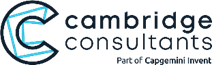 cambridge
consultants
Part of Capgemini Invent